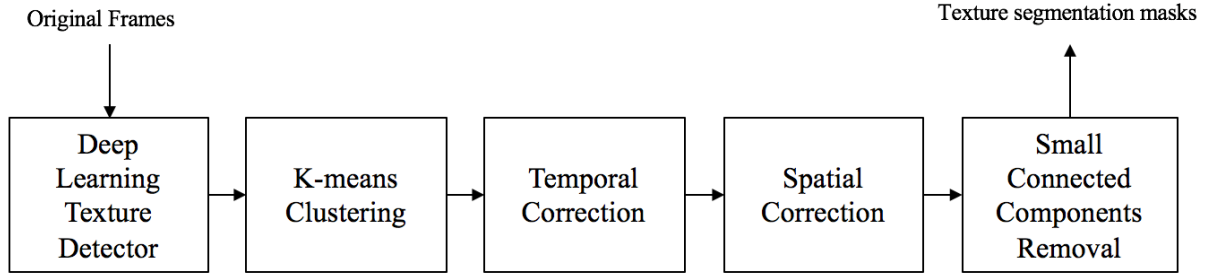 Original Frames
Texture segmentation masks
Deep
Learning
Texture
Detector
K-means
Clustering
Temporal
Correction
Spatial
Correction
Small
Connected
Components
Removal